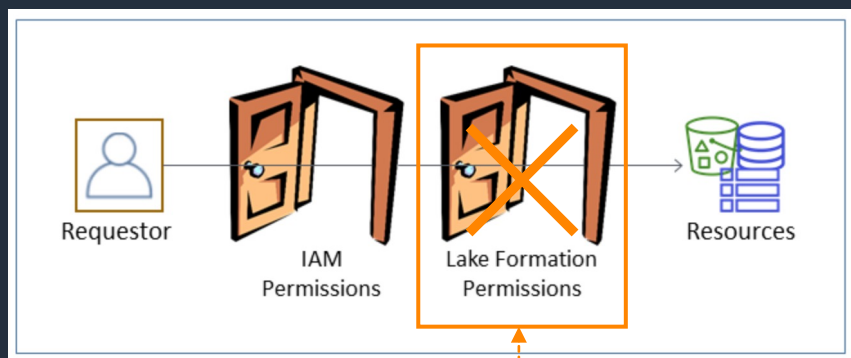 Requestor
IAM
Permissions
Lake Formation
Permissions
Resources